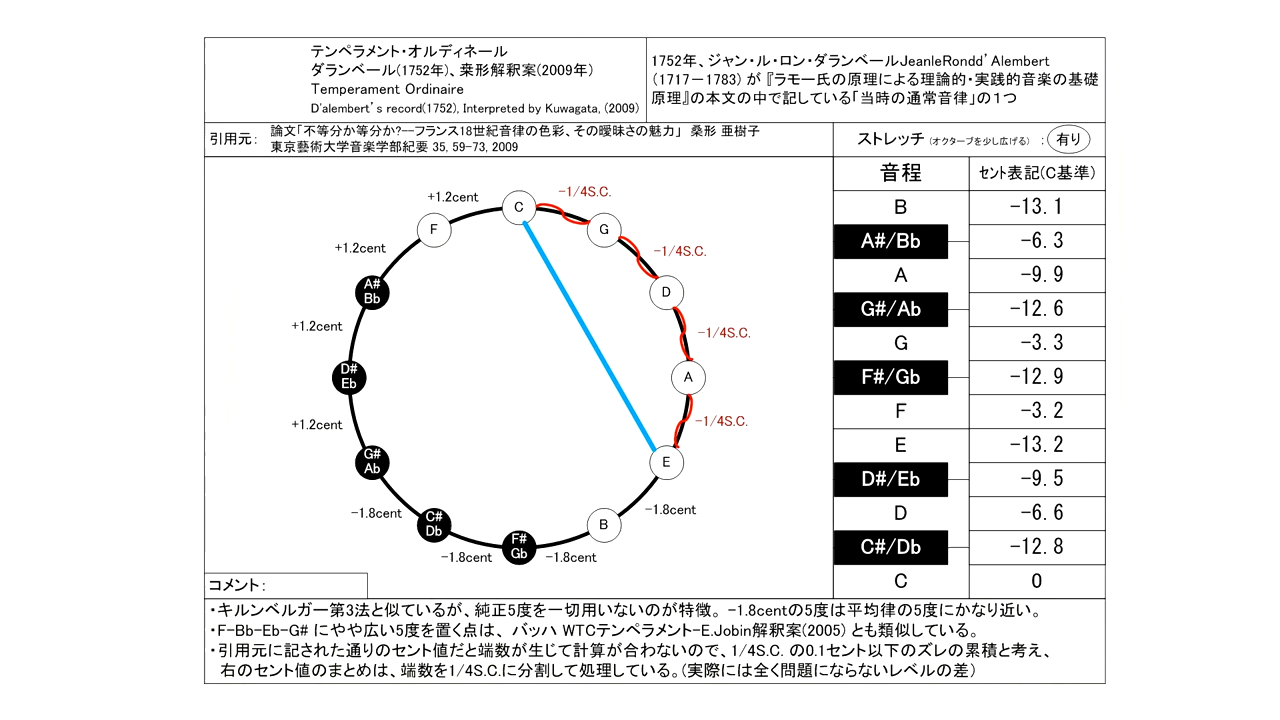 テンペラメント・オルディネール
ダランベール(1752年)、桒形解釈案(2009年)
Temperament Ordinaire
D'alembert's record(1752), Interpreted by Kuwagata, (2009)
1752年、ジャン・ル・ロン・ダランベールJeanleRondd'Alembert
(1717－1783) が『ラモー氏の原理による理論的・実践的音楽の基礎
原理』の本文の中で記している「当時の通常音律」の１つ
引用元：
論文「不等分か等分か?--フランス18世紀音律の色彩、その曖昧さの魅力」 桑形 亜樹子
東京藝術大学音楽学部紀要 35, 59-73, 2009
ストレッチ (オクターブを少し広げる) ： 有り
音程 セント表記(C基準)
B -13.1
A#/Bb -6.3
A -9.9
G#/Ab -12.6
G -3.3
F#/Gb -12.9
F -3.2
E -13.2
D#/Eb -9.5
D -6.6
C#/Db -12.8
C 0
C
G
D
A
E
B
F#
Gb
C#
Db
G#
Ab
D#
Eb
A#
Bb
F
-1/4S.C.
-1/4S.C.
-1/4S.C.
-1/4S.C.
-1.8cent
-1.8cent
-1.8cent
-1.8cent
+1.2cent
+1.2cent
+1.2cent
+1.2cent
コメント：
・キルンベルガー第3法と似ているが、純正5度を一切用いないのが特徴。 -1.8centの5度は平均律の5度にかなり近い。
・F-Bb-Eb-G# にやや広い5度を置く点は、 バッハ WTCテンペラメント-E.Jobin解釈案(2005) とも類似している。
・引用元に記された通りのセント値だと端数が生じて計算が合わないので、1/4S.C. の0.1セント以下のズレの累積と考え、
右のセント値のまとめは、端数を1/4S.C.に分割して処理している。(実際には全く問題にならないレベルの差)